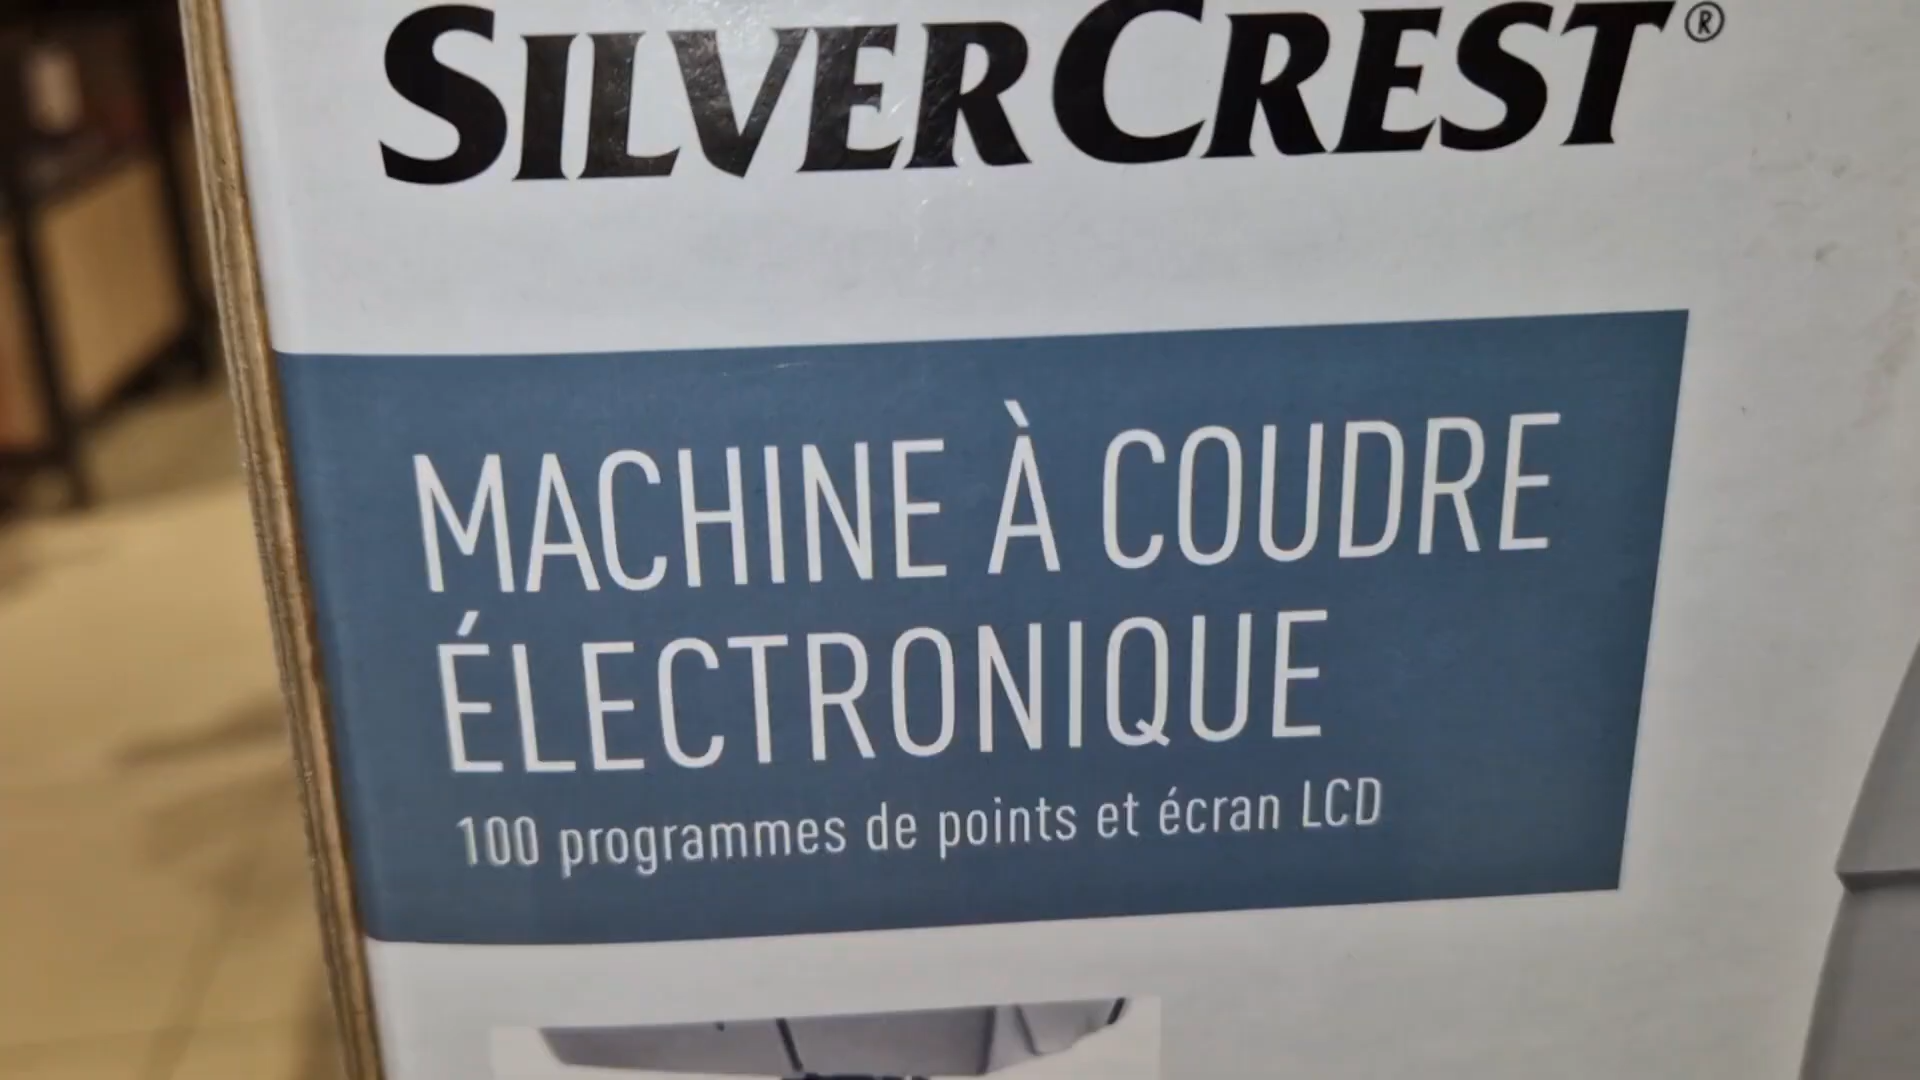 SILVERCREST®
MACHINE À COUDRE
ÉLECTRONIQUE
100 programmes de points et écran LCD